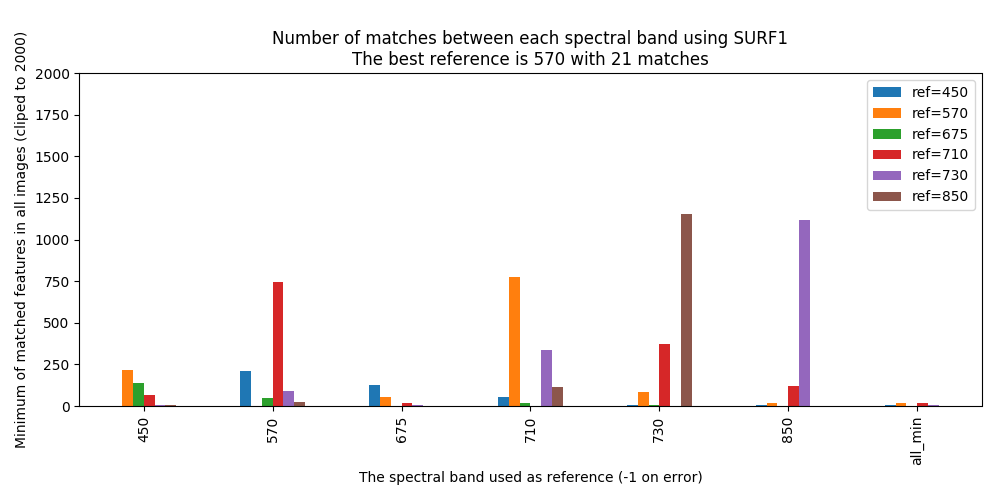 Number of matches between each spectral band using SURF1
The best reference is 570 with 21 matches
Minimum of matched features in all images (cliped to 2000)
2000
1750
1500
1250
1000
750
500
250
0
ref=450
ref=570
ref=675
ref=710
ref=730
ref=850
450
570
675
710
730
850
all_min
The spectral band used as reference (-1 on error)